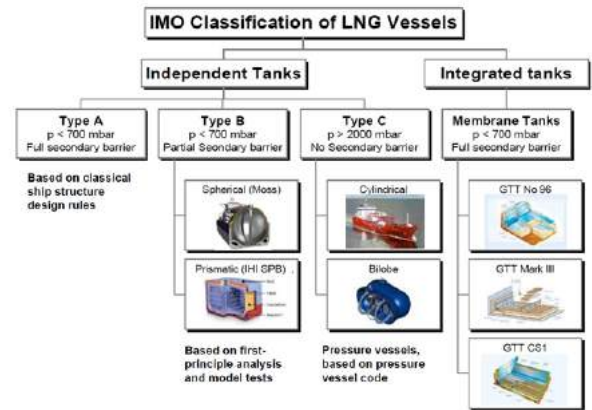 IMO Classification of LNG Vessels
Independent Tanks
Integrated tanks
Type A
p < 700 mbar
Full secondary barrier
Based on classical
ship structure
design rules
Type B
p < 700 mbar
Partial Seondary barrier
Spherical (Moss)
Prismatic (IHI SPB)
Based on first-
principle analysis
and model tests
Type C
p > 2000 mbar
No Secondary barrier
Cylindrical
Bilobe
Pressure vessels,
based on pressure
vessel code
Membrane Tanks
p < 700 mbar
Full secondary barrier
GTT No 96
GTT Mark III
GTT CS1